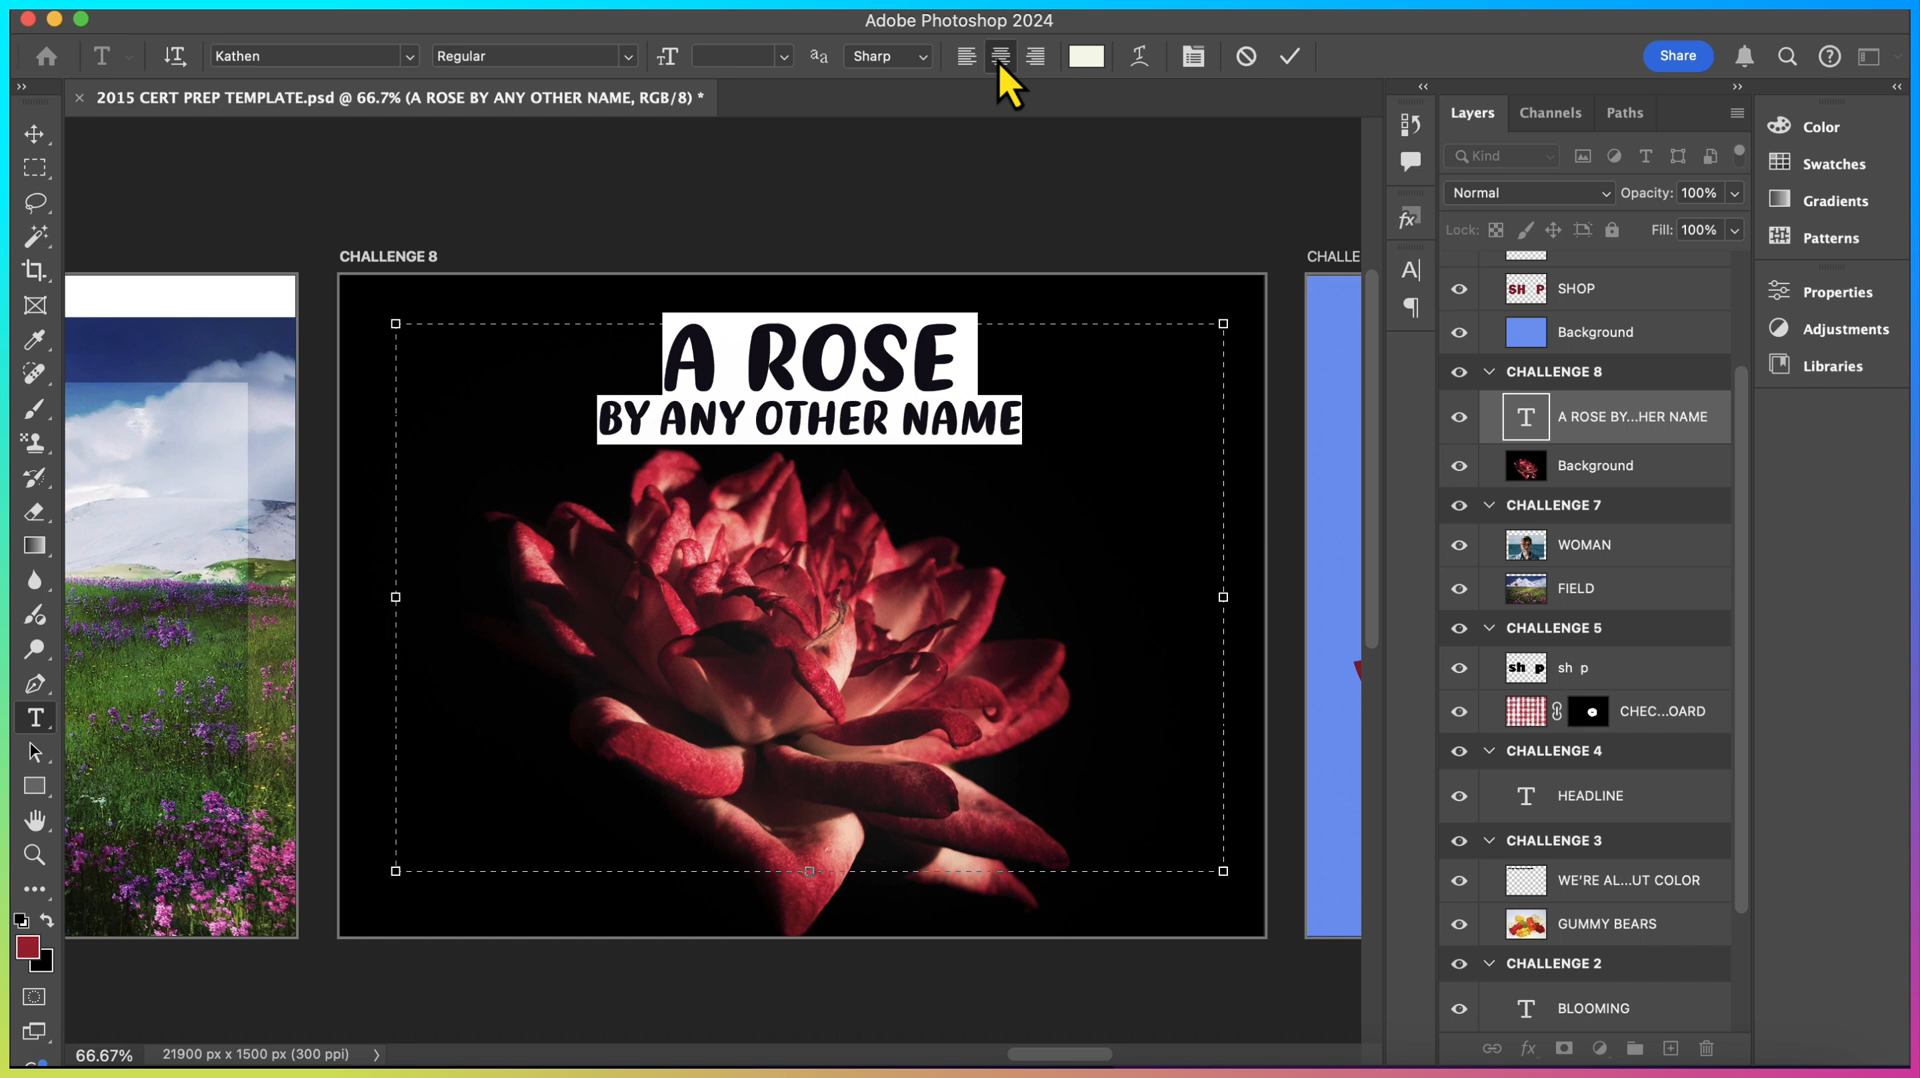 Adobe Photoshop 2024
Kathen
Regular
Sharp
Share
2015 CERT PREP TEMPLATE.psd @ 66.7% (A ROSE BY ANY OTHER NAME, RGB/8) *
Layers
Channels
Paths
Kind
Normal
Opacity: 100%
Lock:
Fill: 100%
SHOP
Background
CHALLENGE 8
A ROSE BY...HER NAME
Background
CHALLENGE 7
WOMAN
FIELD
CHALLENGE 5
sh p
sh p
CHEC...OARD
CHALLENGE 4
HEADLINE
CHALLENGE 3
WE'RE AL...UT COLOR
GUMMY BEARS
CHALLENGE 2
BLOOMING
Color
Swatches
Gradients
Patterns
Properties
Adjustments
Libraries
CHALLENGE 8
CHALLE
A ROSE
BY ANY OTHER NAME
SH P
66.67%
21900 px x 1500 px (300 ppi)